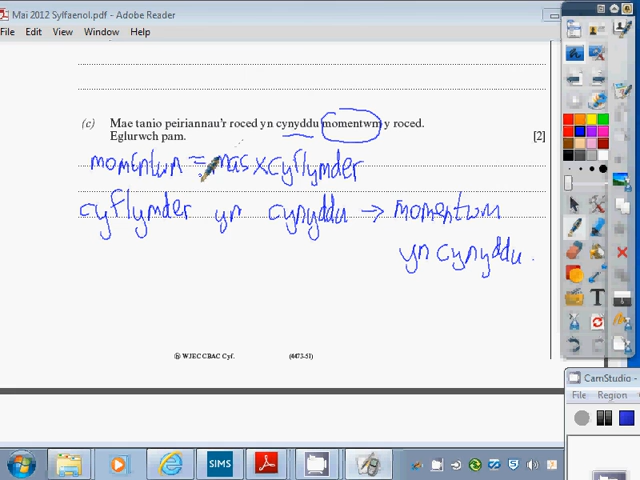 Mai 2012 Sylfaenol.pdf - Adobe Reader
File Edit View Window Help
(c) Mae tanio peiriannau'r roced yn cynyddu momentwm y roced.
Eglurwch pam. [2]
momentwm = mas x cyflymder
cyflymder yn cynyddu → momentwm
yn cynyddu.
© WJEC CBAC Cyf. (4473-51)
CamStudio -
File Region
SIMS